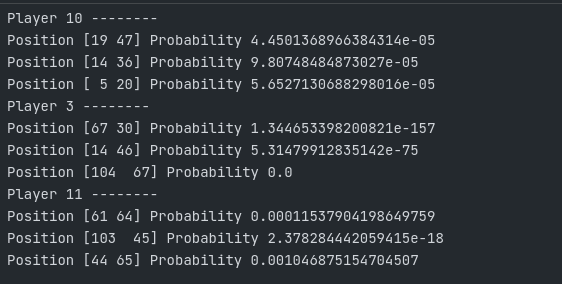 Player 10 --------
Position [19 47] Probability 4.4501368966384314e-05
Position [14 36] Probability 9.80748484873027e-05
Position [ 5 20] Probability 5.6527130688298016e-05
Player 3 --------
Position [67 30] Probability 1.344653398200821e-157
Position [14 46] Probability 5.31479912835142e-75
Position [104  67] Probability 0.0
Player 11 --------
Position [61 64] Probability 0.00011537904198649759
Position [103  45] Probability 2.378284442059415e-18
Position [44 65] Probability 0.001046875154704507